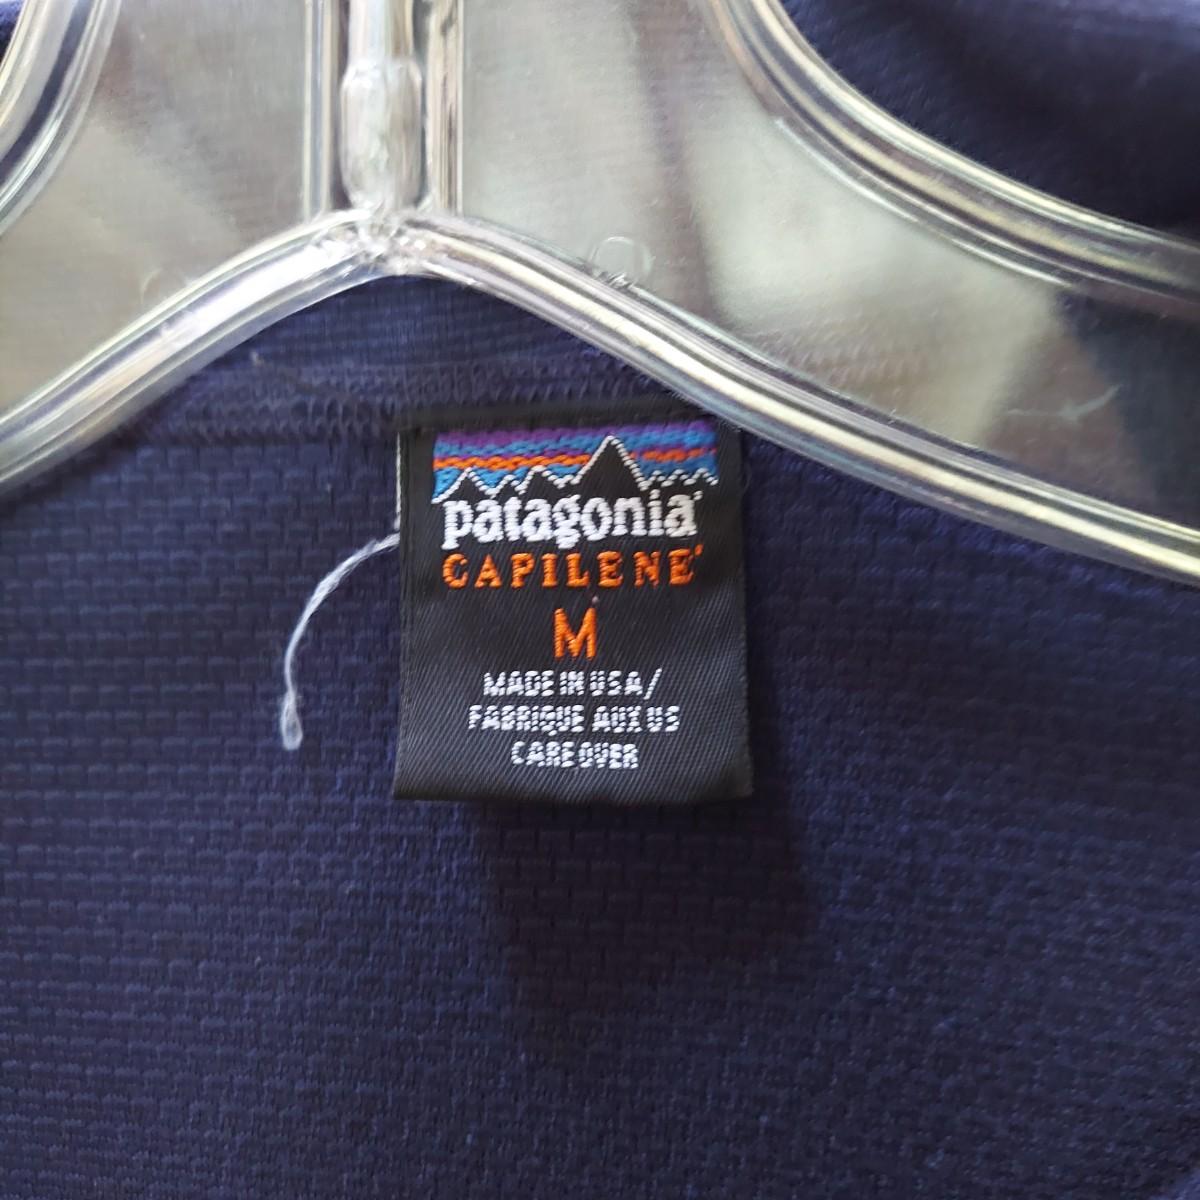 patagonia®
CAPILENE®
M
MADE IN USA/
FABRIQUE AUX US
CARE OVER